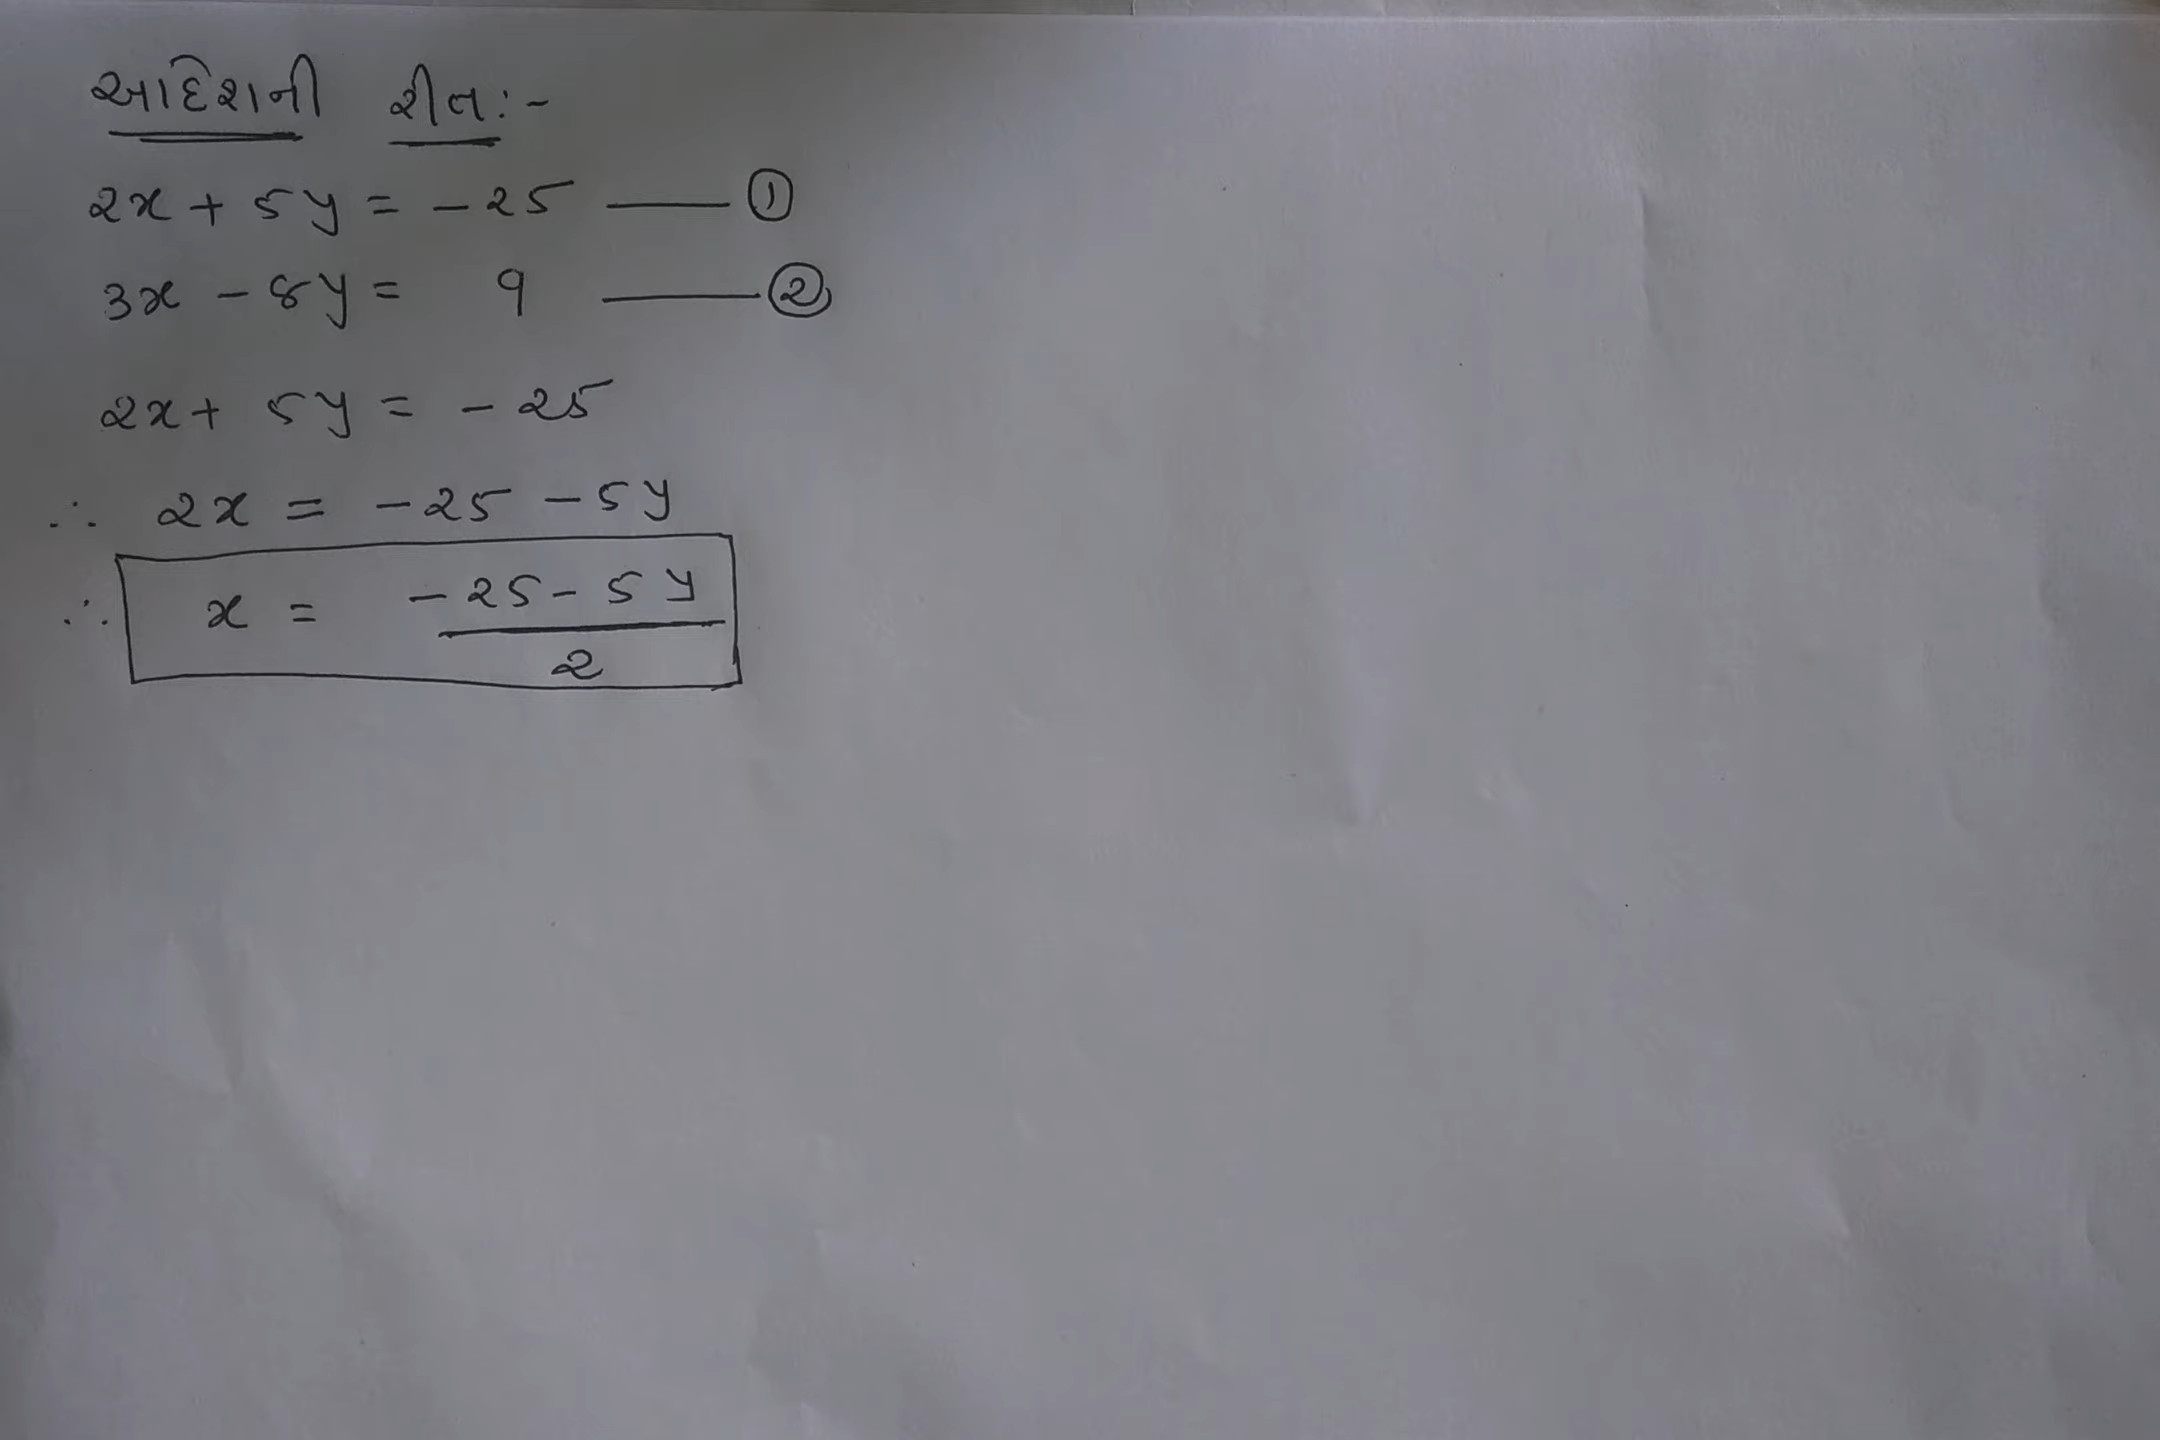 આદેશની રીત :-
2x + 5y = - 25 —— ①
3x - 8y = 9 —— ②
2x + 5y = - 25
∴ 2x = - 25 - 5y
∴ x = \frac{- 25 - 5y}{2}